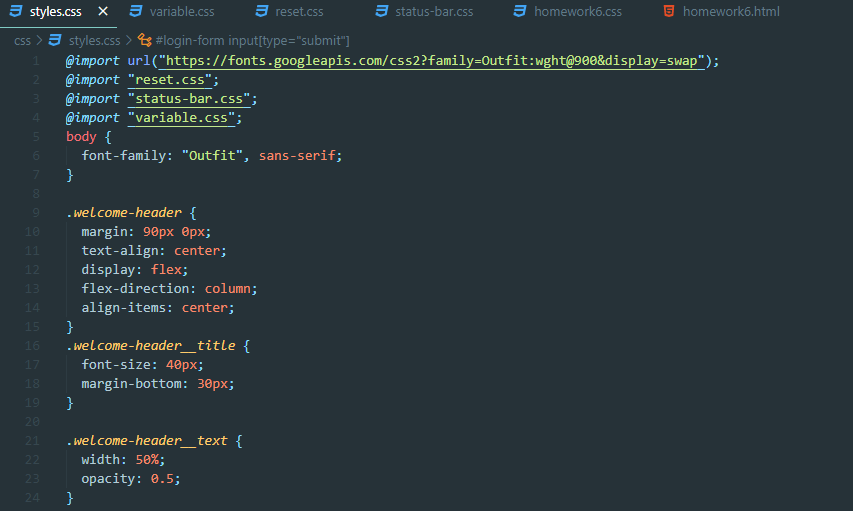 styles.css variable.css reset.css status-bar.css homework6.css homework6.html
css > styles.css > #login-form input[type="submit"]
1 @import url("https://fonts.googleapis.com/css2?family=Outfit:wght@900&display=swap");
2 @import "reset.css";
3 @import "status-bar.css";
4 @import "variable.css";
5 body {
6 font-family: "Outfit", sans-serif;
7 }
8
9 .welcome-header {
10 margin: 90px 0px;
11 text-align: center;
12 display: flex;
13 flex-direction: column;
14 align-items: center;
15 }
16 .welcome-header__title {
17 font-size: 40px;
18 margin-bottom: 30px;
19 }
20
21 .welcome-header__text {
22 width: 50%;
23 opacity: 0.5;
24 }